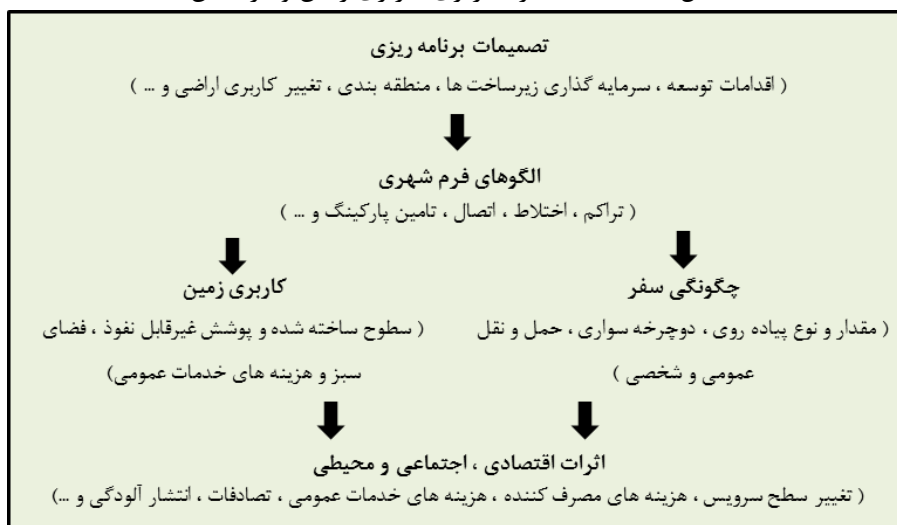 تصمیمات برنامه ریزی
( اقدامات توسعه ، سرمایه گذاری زیرساخت ها ، منطقه بندی ، تغییر کاربری اراضی و ... )
الگوهای فرم شهری
( تراکم ، اختلاط ، اتصال ، تامین پارکینگ و ... )
چگونگی سفر
( مقدار و نوع پیاده روی ، دوچرخه سواری ، حمل و نقل
عمومی و شخصی )
کاربری زمین
( سطوح ساخته شده و پوشش غیرقابل نفوذ ، فضای
سبز و هزینه های خدمات عمومی)
اثرات اقتصادی ، اجتماعی و محیطی
( تغییر سطح سرویس ، هزینه های مصرف کننده ، هزینه های خدمات عمومی ، تصادفات ، انتشار آلودگی و ...)